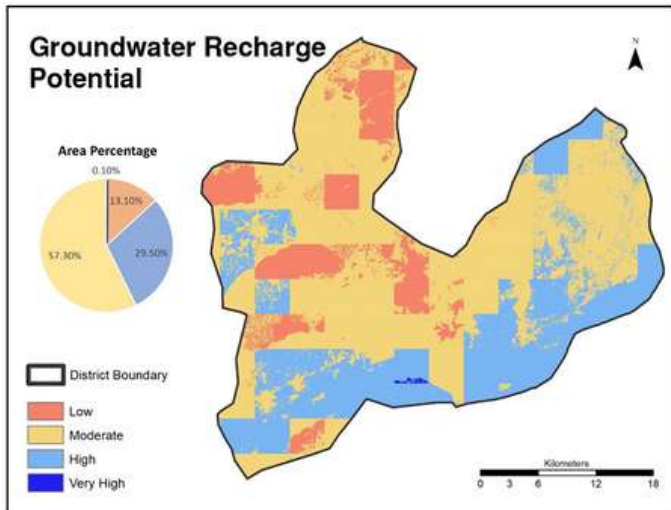 Groundwater Recharge
Potential
N
Area Percentage
0.10%
13.10%
29.50%
57.30%
District Boundary
Low
Moderate
High
Very High
Kilometers
0 3 6 12 18